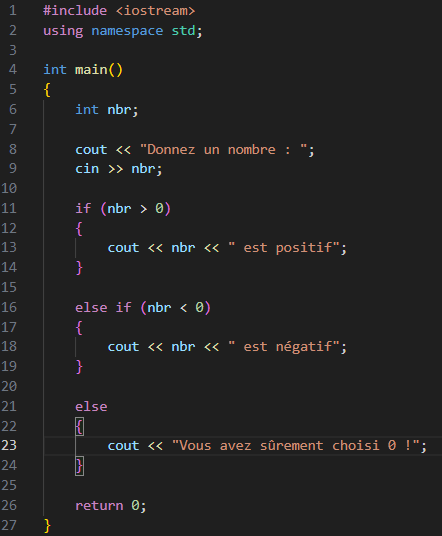 1 #include <iostream>
2 using namespace std;
3
4 int main()
5 {
6     int nbr;
7
8     cout << "Donnez un nombre : ";
9     cin >> nbr;
10
11     if (nbr > 0)
12     {
13         cout << nbr << " est positif";
14     }
15
16     else if (nbr < 0)
17     {
18         cout << nbr << " est négatif";
19     }
20
21     else
22     {
23         cout << "Vous avez sûrement choisi 0 !";
24     }
25
26     return 0;
27 }